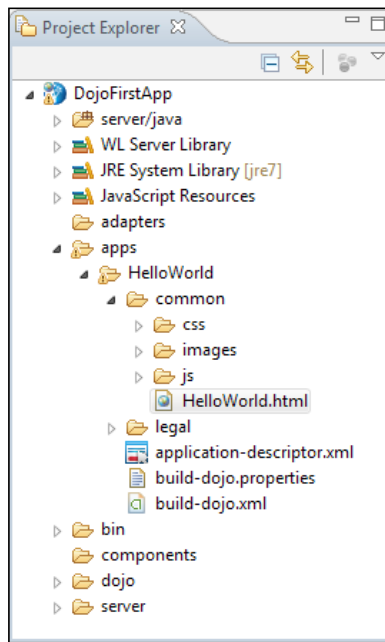 Project Explorer
DojoFirstApp
server/java
WL Server Library
JRE System Library [jre7]
JavaScript Resources
adapters
apps
HelloWorld
common
css
images
js
HelloWorld.html
legal
application-descriptor.xml
build-dojo.properties
build-dojo.xml
bin
components
dojo
server